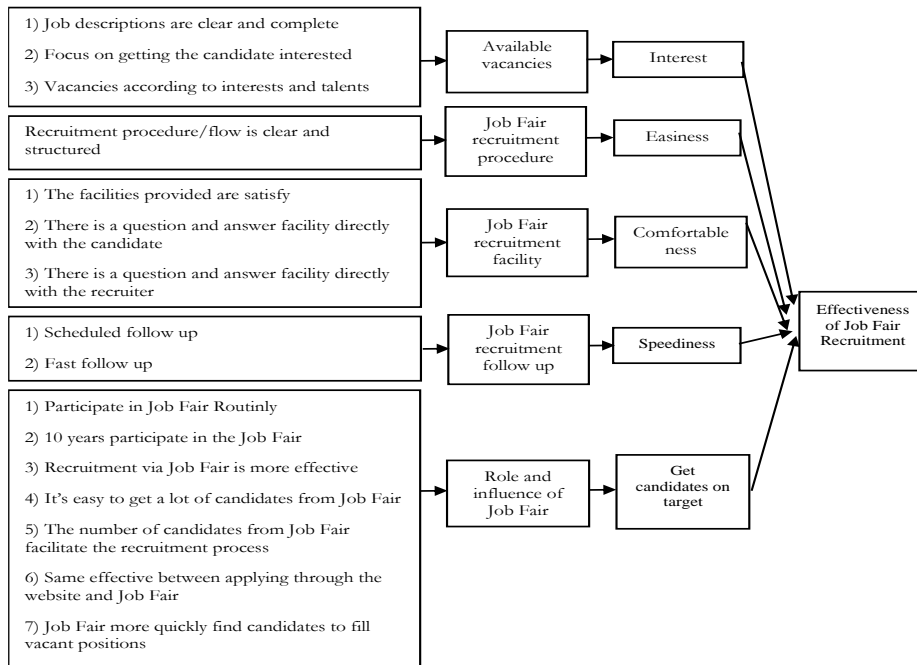 1) Job descriptions are clear and complete
2) Focus on getting the candidate interested
3) Vacancies according to interests and talents
Available
vacancies
Interest
Recruitment procedure/flow is clear and
structured
Job Fair
recruitment
procedure
Easiness
1) The facilities provided are satisfy
2) There is a question and answer facility directly
with the candidate
3) There is a question and answer facility directly
with the recruiter
Job Fair
recruitment
facility
Comfortable
ness
1) Scheduled follow up
2) Fast follow up
Job Fair
recruitment
follow up
Speediness
1) Participate in Job Fair Routinly
2) 10 years participate in the Job Fair
3) Recruitment via Job Fair is more effective
4) It's easy to get a lot of candidates from Job Fair
5) The number of candidates from Job Fair
facilitate the recruitment process
6) Same effective between applying through the
website and Job Fair
7) Job Fair more quickly find candidates to fill
vacant positions
Role and
influence of
Job Fair
Get
candidates on
target
Effectiveness
of Job Fair
Recruitment